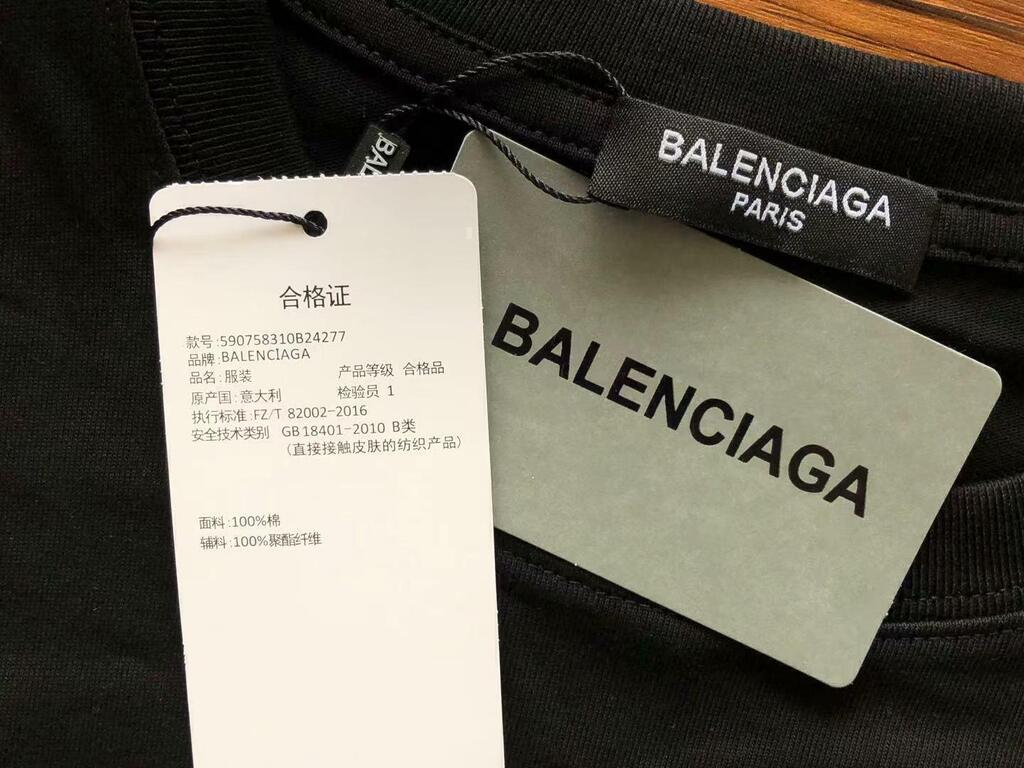 BAL
BALENCIAGA
PARIS
BALENCIAGA
合格证
款号:590758310B24277
品牌:BALENCIAGA
品名:服装 产品等级 合格品
原产国:意大利 检验员 1
执行标准:FZ/T 82002-2016
安全技术类别 GB18401-2010 B类
(直接接触皮肤的纺织产品)
面料:100%棉
辅料:100%聚酯纤维